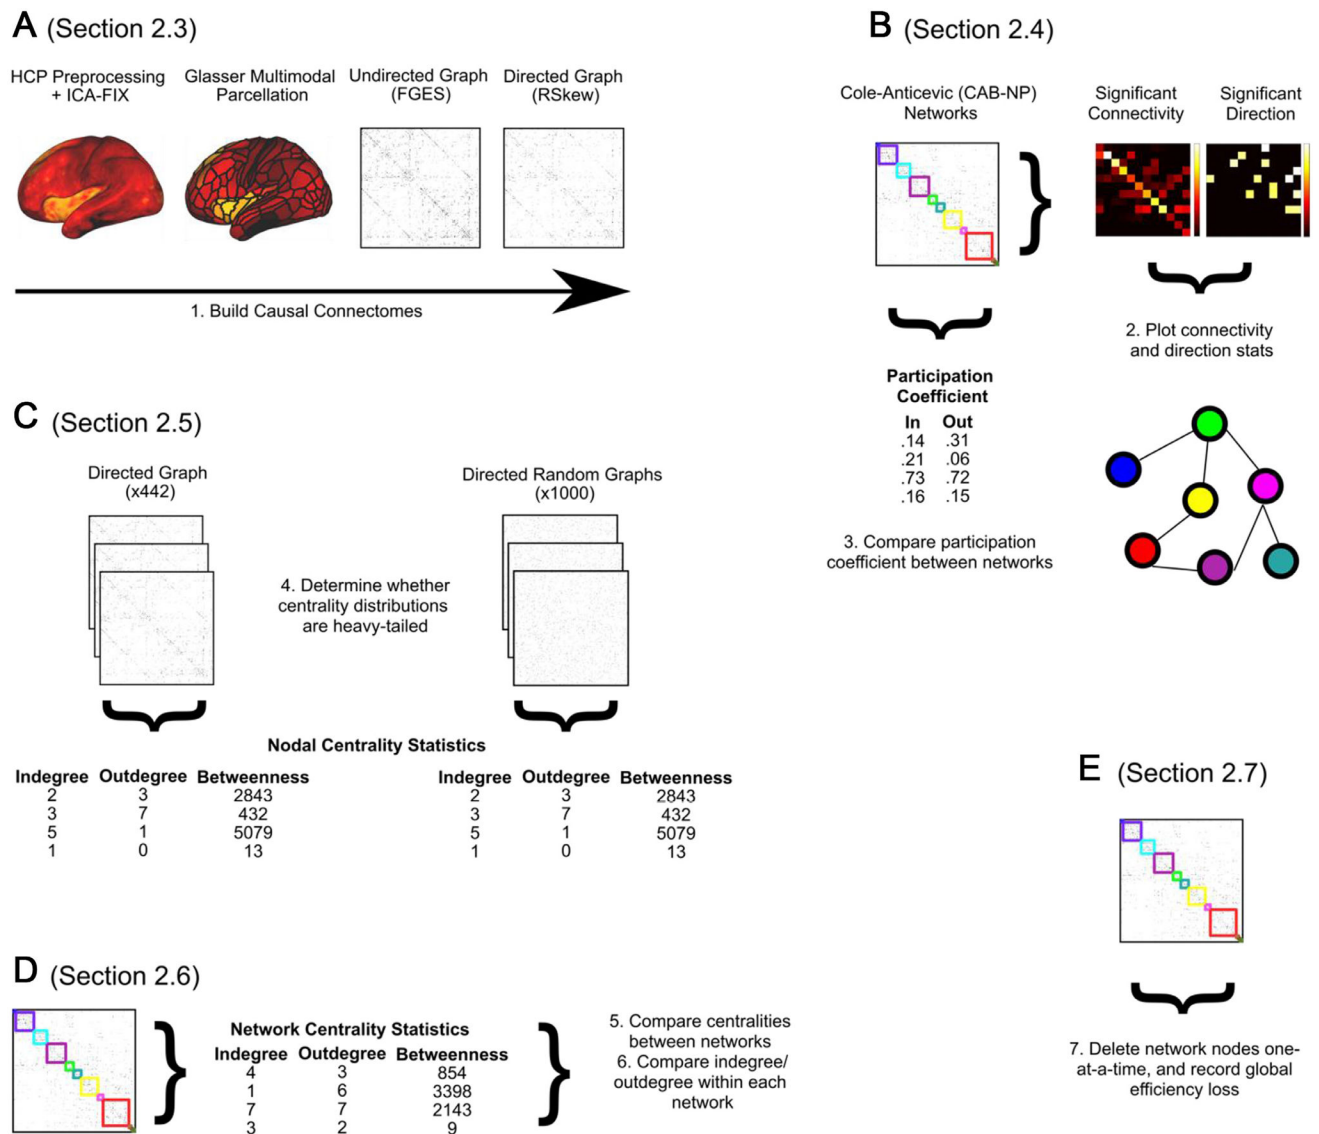 A (Section 2.3)
HCP Preprocessing
+ ICA-FIX
Glasser Multimodal
Parcellation
Undirected Graph
(FGES)
Directed Graph
(RSkew)
1. Build Causal Connectomes
B (Section 2.4)
Cole-Anticevic (CAB-NP)
Networks
Significant
Connectivity
Significant
Direction
2. Plot connectivity
and direction stats
Participation
Coefficient
In Out
.14 .31
.21 .06
.73 .72
.16 .15
3. Compare participation
coefficient between networks
C (Section 2.5)
Directed Graph
(x442)
Directed Random Graphs
(x1000)
4. Determine whether
centrality distributions
are heavy-tailed
Nodal Centrality Statistics
Indegree Outdegree Betweenness
2 3 2843
3 7 432
5 1 5079
1 0 13
Indegree Outdegree Betweenness
2 3 2843
3 7 432
5 1 5079
1 0 13
D (Section 2.6)
Network Centrality Statistics
Indegree Outdegree Betweenness
4 3 854
1 6 3398
7 7 2143
3 2 9
5. Compare centralities
between networks
6. Compare indegree/
outdegree within each
network
E (Section 2.7)
7. Delete network nodes one-
at-a-time, and record global
efficiency loss